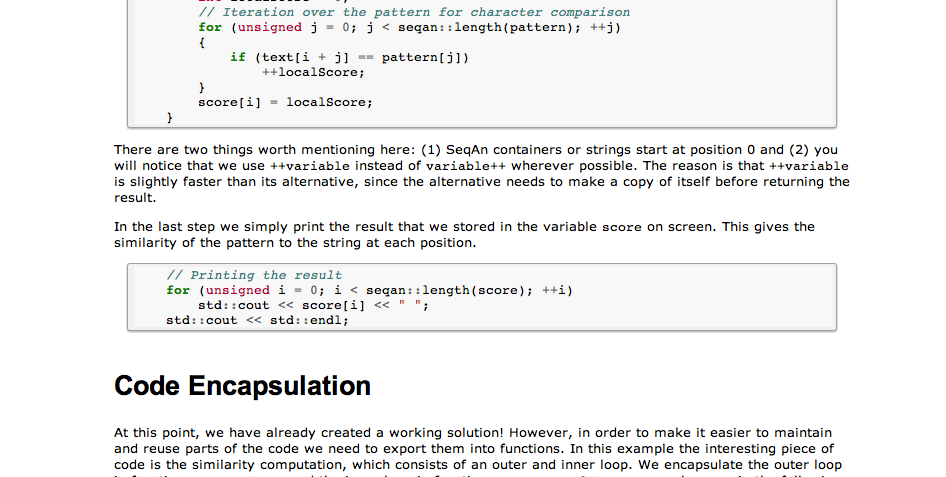 // Iteration over the pattern for character comparison
for (unsigned j = 0; j < seqan::length(pattern); ++j)
{
if (text[i + j] == pattern[j])
++localScore;
}
score[i] = localScore;
}
There are two things worth mentioning here: (1) SeqAn containers or strings start at position 0 and (2) you
will notice that we use ++variable instead of variable++ wherever possible. The reason is that ++variable
is slightly faster than its alternative, since the alternative needs to make a copy of itself before returning the
result.
In the last step we simply print the result that we stored in the variable score on screen. This gives the
similarity of the pattern to the string at each position.
// Printing the result
for (unsigned i = 0; i < seqan::length(score); ++i)
std::cout << score[i] << " ";
std::cout << std::endl;
Code Encapsulation
At this point, we have already created a working solution! However, in order to make it easier to maintain
and reuse parts of the code we need to export them into functions. In this example the interesting piece of
code is the similarity computation, which consists of an outer and inner loop. We encapsulate the outer loop